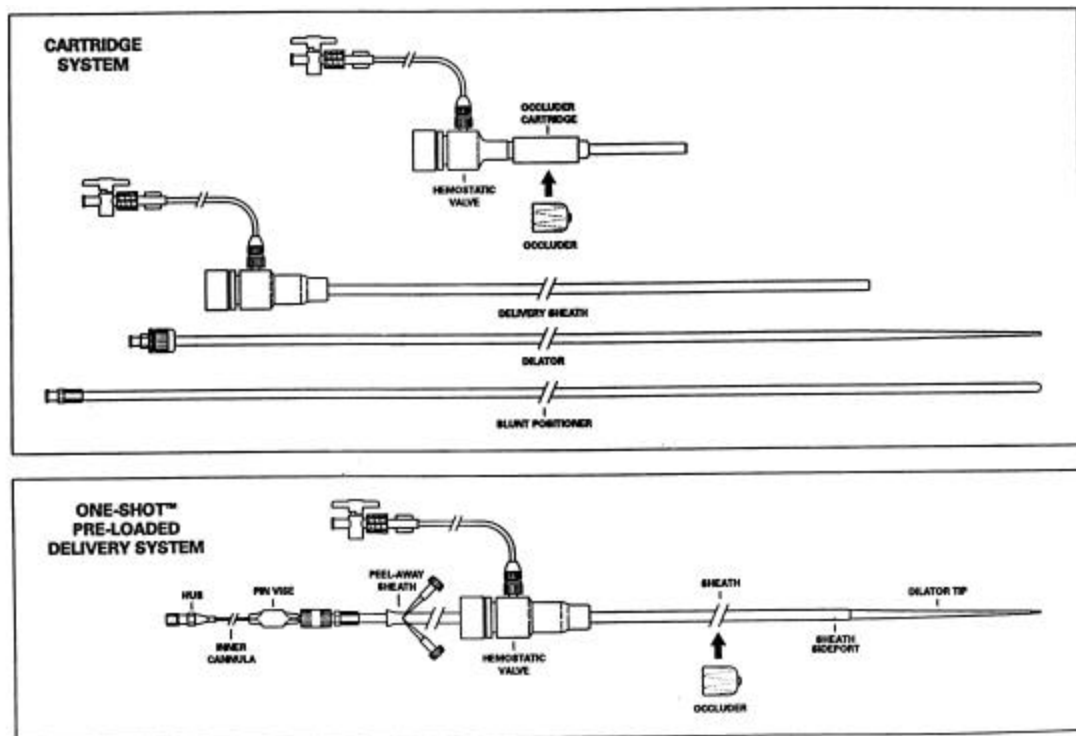 CARTRIDGE
SYSTEM
OCCLUDER
CARTRIDGE
HEMOSTATIC
VALVE
OCCLUDER
DELIVERY SHEATH
DILATOR
BLUNT POSITIONER
ONE-SHOT™
PRE-LOADED
DELIVERY SYSTEM
HUB
PIN VISE
PEEL-AWAY
SHEATH
INNER
CANNULA
HEMOSTATIC
VALVE
SHEATH
OCCLUDER
SHEATH
SIDEPORT
DILATOR TIP